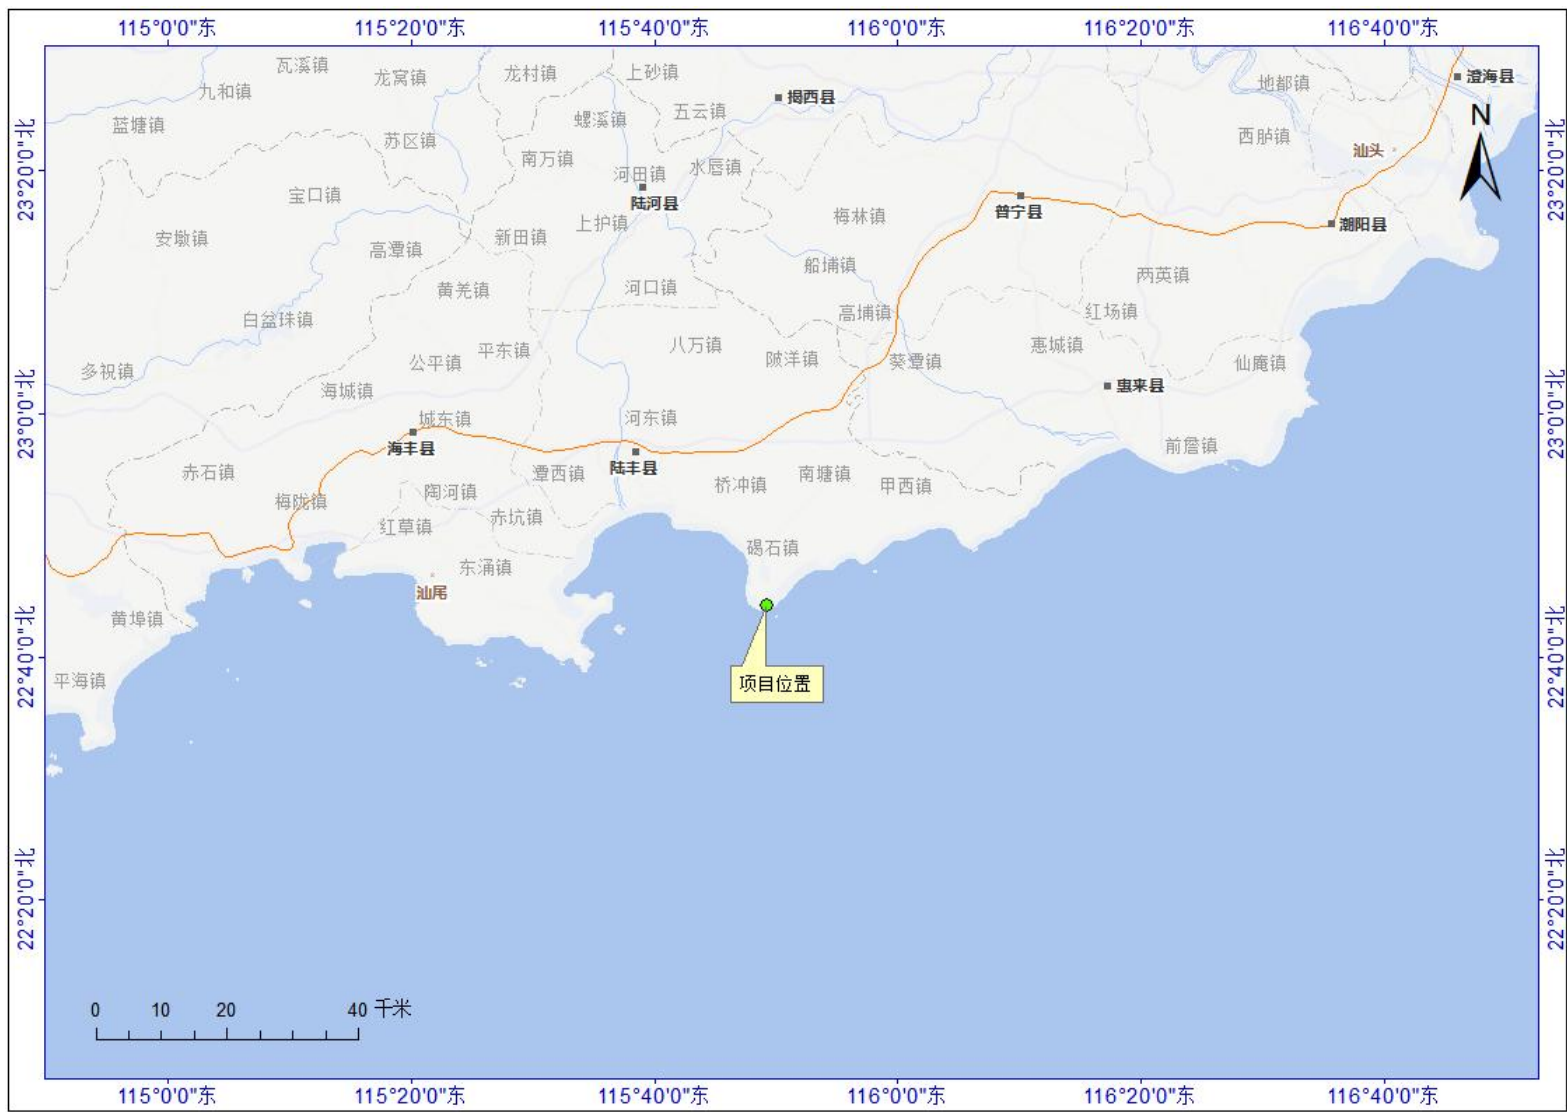 115°0'0"东
115°20'0"东
115°40'0"东
116°0'0"东
116°20'0"东
116°40'0"东
瓦溪镇
龙窝镇
龙村镇
上砂镇
地都镇
澄海县
九和镇
揭西县
蓝塘镇
螺溪镇
五云镇
N
苏区镇
西胪镇
23°20'0"北
南万镇
水唇镇
汕头
23°20'0"北
河田镇
宝口镇
陆河县
安墩镇
上护镇
梅林镇
普宁县
潮阳县
高潭镇
新田镇
船埔镇
两英镇
黄羌镇
河口镇
白盆珠镇
高埔镇
红场镇
多祝镇
公平镇
平东镇
八万镇
陂洋镇
葵潭镇
惠城镇
仙庵镇
海城镇
惠来县
23°0'0"北
城东镇
河东镇
23°0'0"北
海丰县
前詹镇
赤石镇
潭西镇
陆丰县
桥冲镇
南塘镇
甲西镇
梅陇镇
陶河镇
红草镇
赤坑镇
碣石镇
东涌镇
汕尾
黄埠镇
22°40'0"北
平海镇
项目位置
22°40'0"北
22°20'0"北
22°20'0"北
0 10 20 40 千米
115°0'0"东
115°20'0"东
115°40'0"东
116°0'0"东
116°20'0"东
116°40'0"东